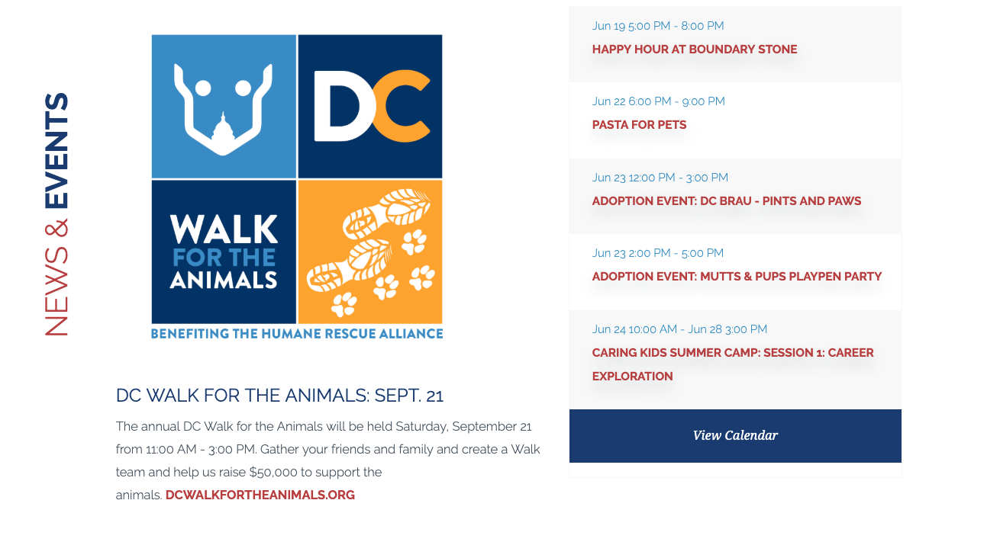 NEWS & EVENTS
DC
WALK
FOR THE
ANIMALS
BENEFITING THE HUMANE RESCUE ALLIANCE
DC WALK FOR THE ANIMALS: SEPT. 21
The annual DC Walk for the Animals will be held Saturday, September 21
from 11:00 AM - 3:00 PM. Gather your friends and family and create a Walk
team and help us raise $50,000 to support the
animals. DCWALKFORTHEANIMALS.ORG
Jun 19 5:00 PM - 8:00 PM
HAPPY HOUR AT BOUNDARY STONE
Jun 22 6:00 PM - 9:00 PM
PASTA FOR PETS
Jun 23 12:00 PM - 3:00 PM
ADOPTION EVENT: DC BRAU - PINTS AND PAWS
Jun 23 2:00 PM - 5:00 PM
ADOPTION EVENT: MUTTS & PUPS PLAYPEN PARTY
Jun 24 10:00 AM - Jun 28 3:00 PM
CARING KIDS SUMMER CAMP: SESSION 1: CAREER
EXPLORATION
View Calendar